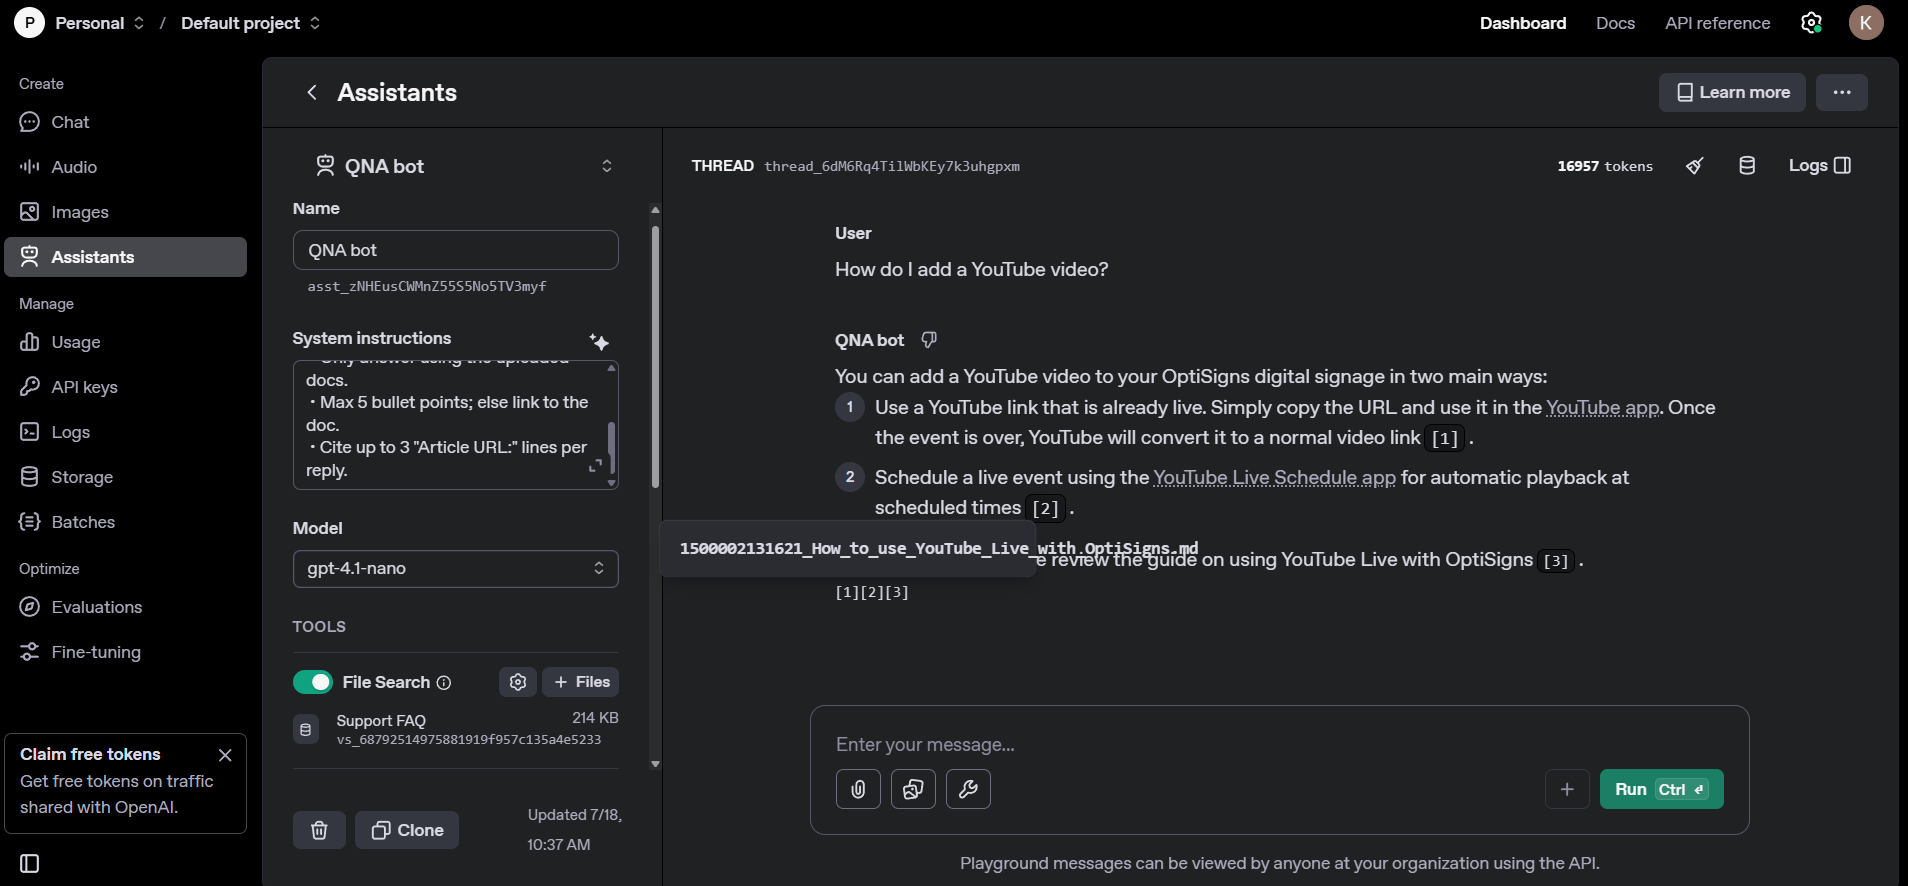 P Personal / Default project
Dashboard Docs API reference K
Create
Chat
Audio
Images
Assistants
Manage
Usage
API keys
Logs
Storage
Batches
Optimize
Evaluations
Fine-tuning
Claim free tokens
Get free tokens on traffic
shared with OpenAI.
Assistants
Learn more
QNA bot
Name
QNA bot
asst_zNHEusCWMnZ55S5No5TV3myf
System instructions
• Only answer using the uploaded
docs.
• Max 5 bullet points; else link to the
doc.
• Cite up to 3 "Article URL:" lines per
reply.
Model
gpt-4.1-nano
TOOLS
File Search
+ Files
Support FAQ 214 KB
vs_68792514975881919f957c135a4e5233
Clone
Updated 7/18,
10:37 AM
THREAD thread_6dM6Rq4TilWbKEy7k3uhgpxm
16957 tokens
Logs
User
How do I add a YouTube video?
QNA bot
You can add a YouTube video to your OptiSigns digital signage in two main ways:
1 Use a YouTube link that is already live. Simply copy the URL and use it in the YouTube app. Once
the event is over, YouTube will convert it to a normal video link [1] .
2 Schedule a live event using the YouTube Live Schedule app for automatic playback at
scheduled times [2] .
1500002131621_How_to_use_YouTube_Live_with.OptiSigns.md
e review the guide on using YouTube Live with OptiSigns [3] .
[1][2][3]
Enter your message...
Run Ctrl
Playground messages can be viewed by anyone at your organization using the API.